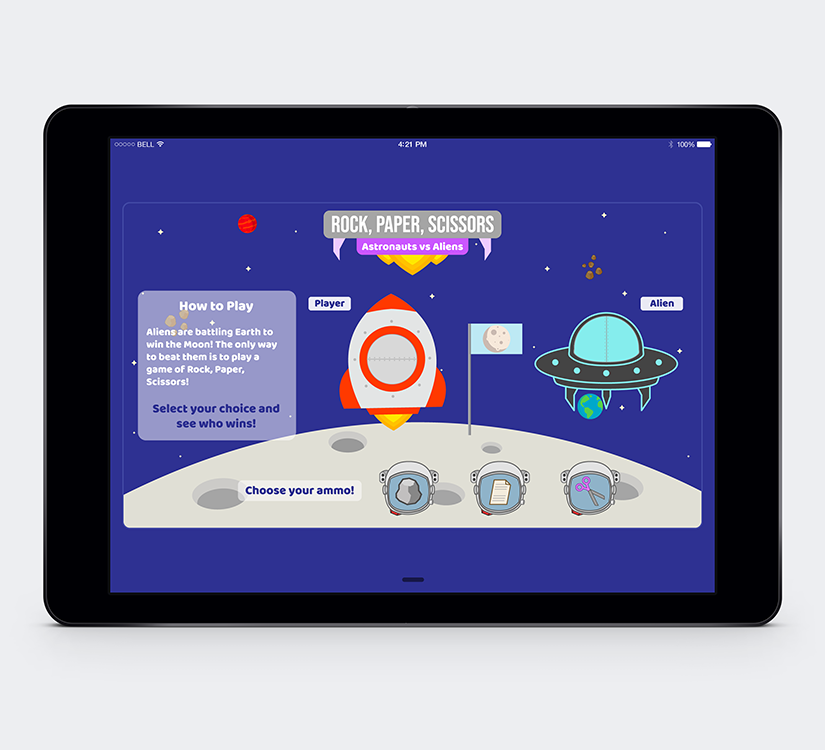 BELL 4:21 PM 100%
ROCK, PAPER, SCISSORS
Astronauts vs Aliens
How to Play
Aliens are battling Earth to
win the Moon! The only way
to beat them is to play a
game of Rock, Paper,
Scissors!
Select your choice and
see who wins!
Player
Alien
Choose your ammo!